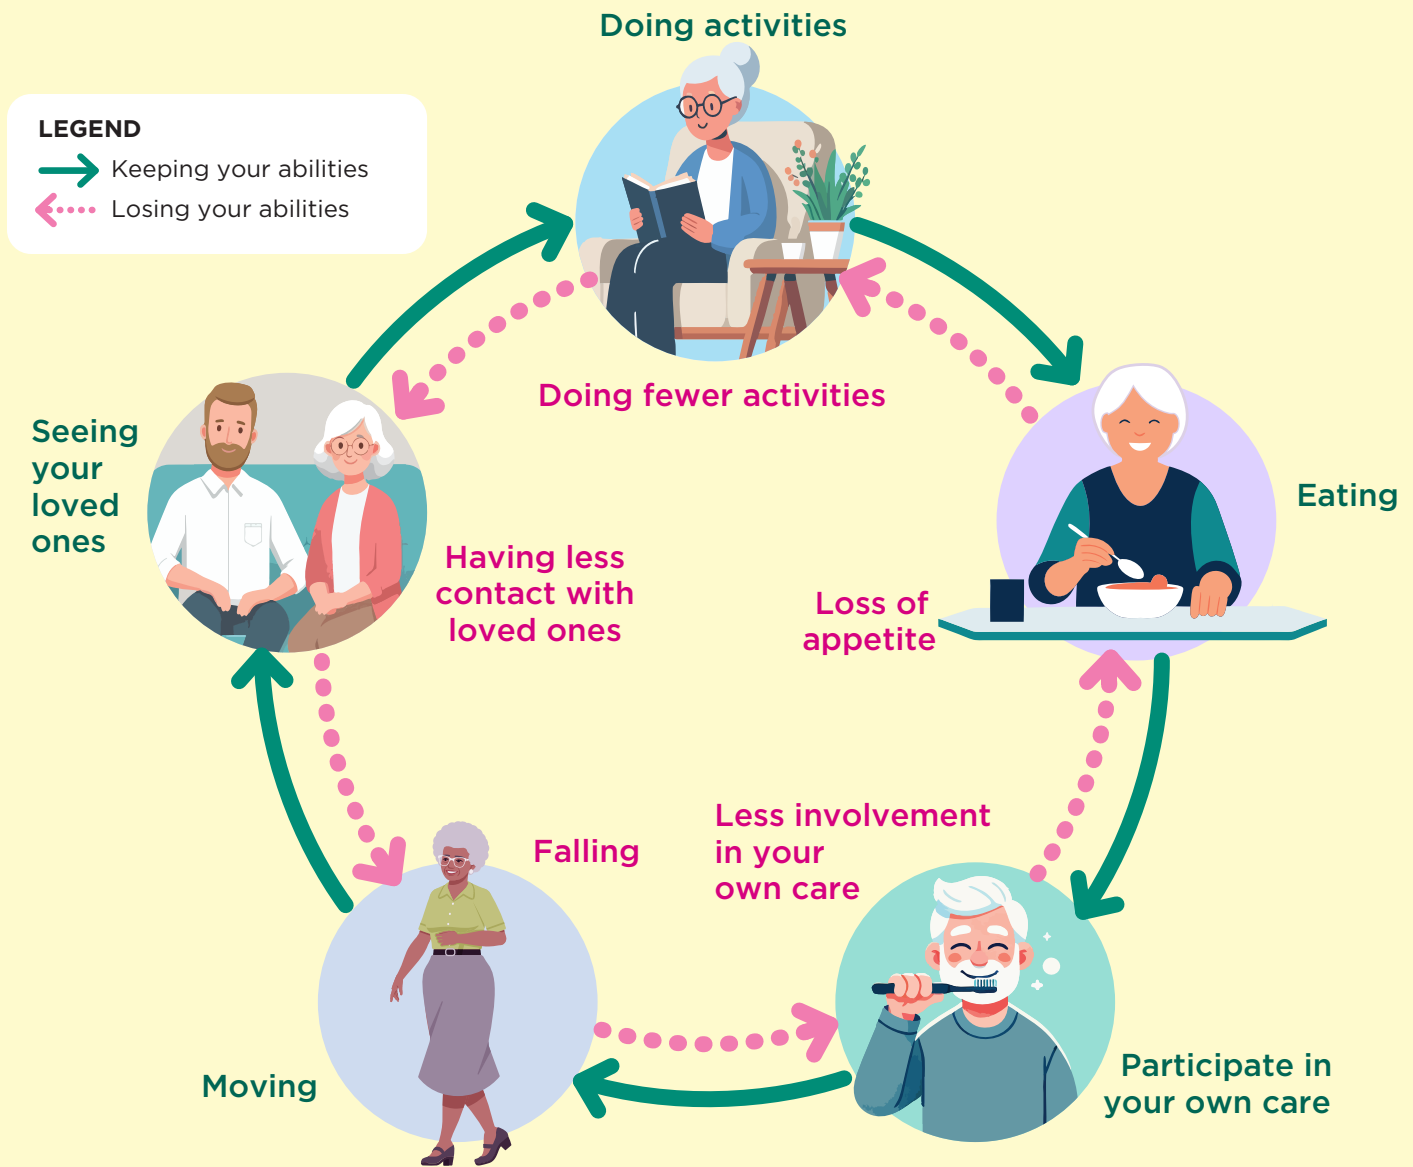 Doing activities
LEGEND
Keeping your abilities
Losing your abilities
Doing fewer activities
Seeing
your
loved
ones
Having less
contact with
loved ones
Eating
Loss of
appetite
Falling
Less involvement
in your
own care
Moving
Participate in
your own care